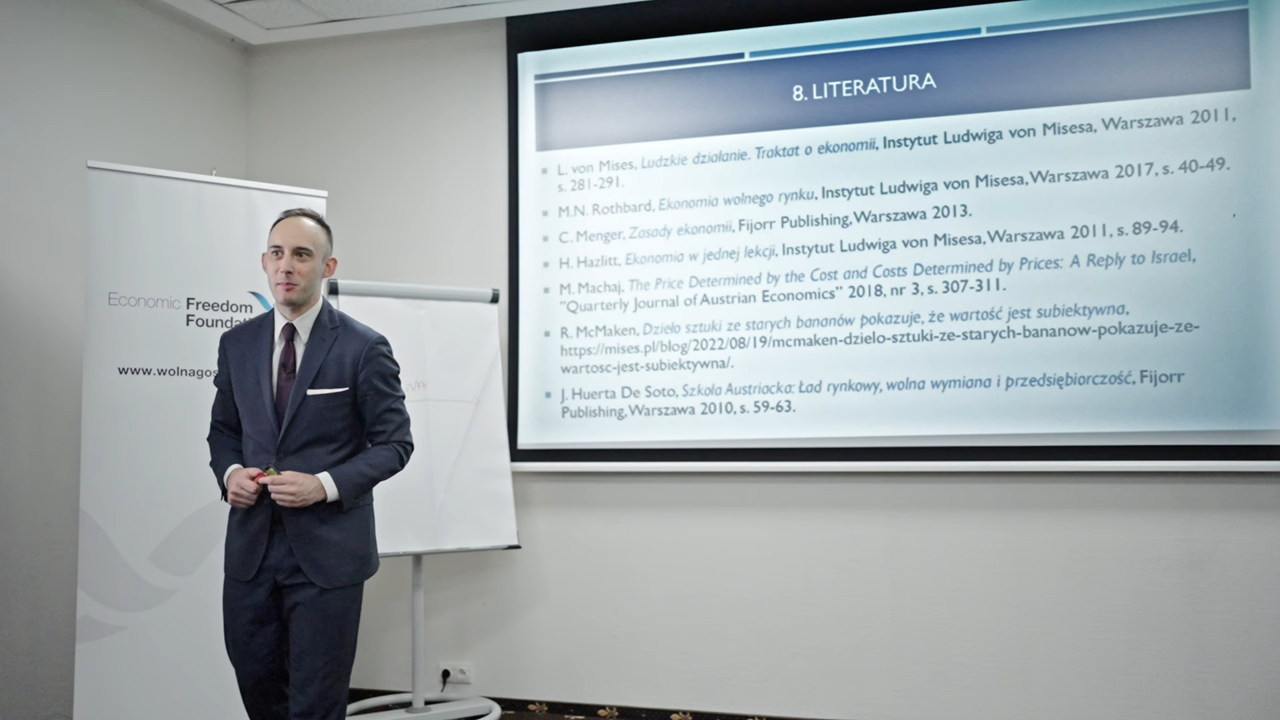 Economic Freedom
Foundat
www.wolnagos
8. LITERATURA
L. von Mises, Ludzkie działanie. Traktat o ekonomii, Instytut Ludwiga von Misesa, Warszawa 2011,
s. 281-291.
M.N. Rothbard, Ekonomia wolnego rynku, Instytut Ludwiga von Misesa, Warszawa 2017, s. 40-49.
C. Menger, Zasady ekonomii, Fijorr Publishing, Warszawa 2013.
H. Hazlitt, Ekonomia w jednej lekcji, Instytut Ludwiga von Misesa, Warszawa 2011, s. 89-94.
M. Machaj, The Price Determined by the Cost and Costs Determined by Prices: A Reply to Israel,
"Quarterly Journal of Austrian Economics" 2018, nr 3, s. 307-311.
R. McMaken, Dzieło sztuki ze starych bananów pokazuje, że wartość jest subiektywna,
https://mises.pl/blog/2022/08/19/mcmaken-dzielo-sztuki-ze-starych-bananow-pokazuje-ze-
wartosc-jest-subiektywna/.
J. Huerta De Soto, Szkoła Austriacka: Ład rynkowy, wolna wymiana i przedsiębiorczość, Fijorr
Publishing, Warszawa 2010, s. 59-63.